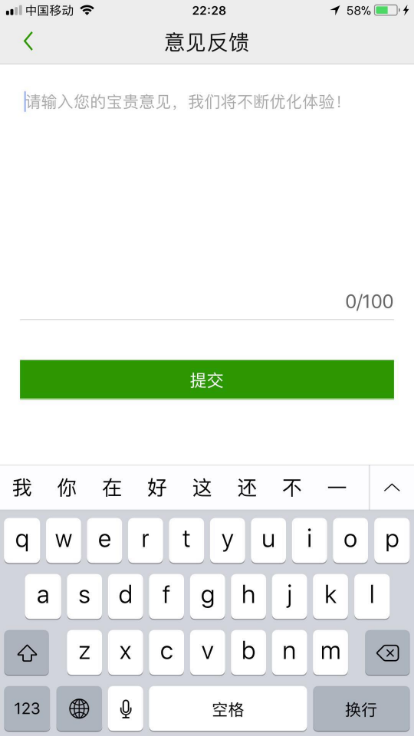 中国移动 22:28 58%
意见反馈
请输入您的宝贵意见，我们将不断优化体验！
0/100
提交
我 你 在 好 这 还 不 一
q w e r t y u i o p
a s d f g h j k l
z x c v b n m
123 空格 换行